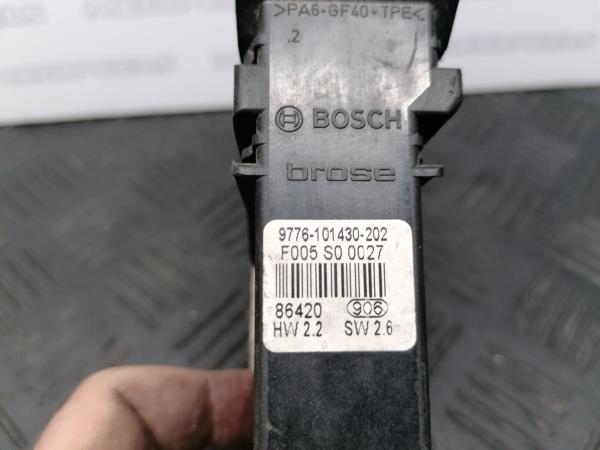 >PA6-GF40+TPE<
.2
BOSCH
brose
9776-101430-202
F005 S0 0027
86420 906
HW 2.2 SW 2.6